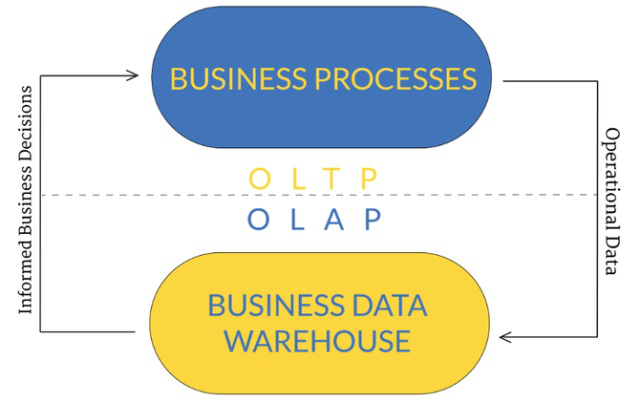 BUSINESS PROCESSES
Informed Business Decisions
Operational Data
O L T P
O L A P
BUSINESS DATA
WAREHOUSE